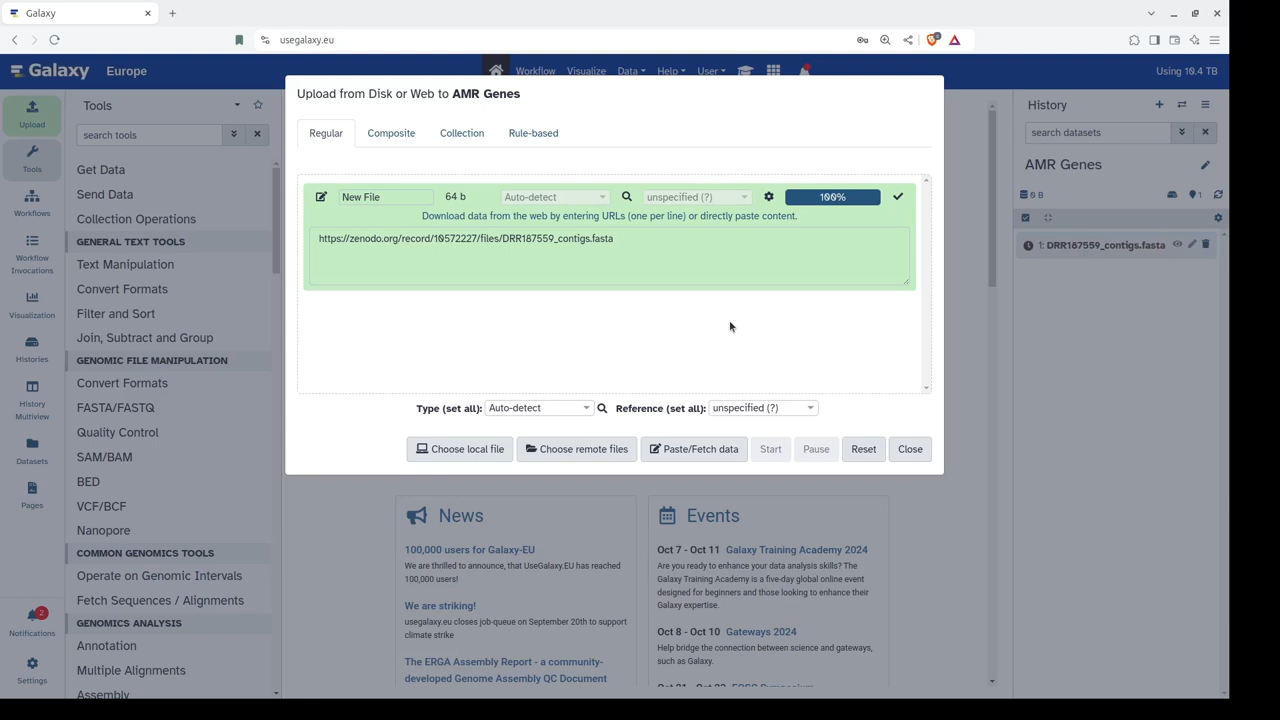 Galaxy
usegalaxy.eu
Galaxy Europe
Workflow Visualize Data Help User
Using 10.4 TB
Upload
Tools
Workflows
Workflow
Invocations
Visualization
Histories
History
Multiview
Datasets
Pages
2
Notifications
Settings
Tools
search tools
Get Data
Send Data
Collection Operations
GENERAL TEXT TOOLS
Text Manipulation
Convert Formats
Filter and Sort
Join, Subtract and Group
GENOMIC FILE MANIPULATION
Convert Formats
FASTA/FASTQ
Quality Control
SAM/BAM
BED
VCF/BCF
Nanopore
COMMON GENOMICS TOOLS
Operate on Genomic Intervals
Fetch Sequences / Alignments
GENOMICS ANALYSIS
Annotation
Multiple Alignments
Assembly
Upload from Disk or Web to AMR Genes
Regular Composite Collection Rule-based
New File 64 b Auto-detect unspecified (?) 100%
Download data from the web by entering URLs (one per line) or directly paste content.
https://zenodo.org/record/10572227/files/DRR187559_contigs.fasta
Type (set all): Auto-detect Reference (set all): unspecified (?)
Choose local file Choose remote files Paste/Fetch data Start Pause Reset Close
News
100,000 users for Galaxy-EU
We are thrilled to announce, that UseGalaxy.EU has reached
100,000 users!
We are striking!
usegalaxy.eu closes job-queue on September 20th to support
climate strike
The ERGA Assembly Report - a community-
developed Genome Assembly QC Document
Events
Oct 7 - Oct 11 Galaxy Training Academy 2024
Are you ready to enhance your data analysis skills? The
Galaxy Training Academy is a five-day global online event
designed for beginners and those looking to enhance their
Galaxy expertise.
Oct 8 - Oct 10 Gateways 2024
Help bridge the connection between science and gateways,
such as Galaxy.
History
search datasets
AMR Genes
0 B
1
1: DRR187559_contigs.fasta